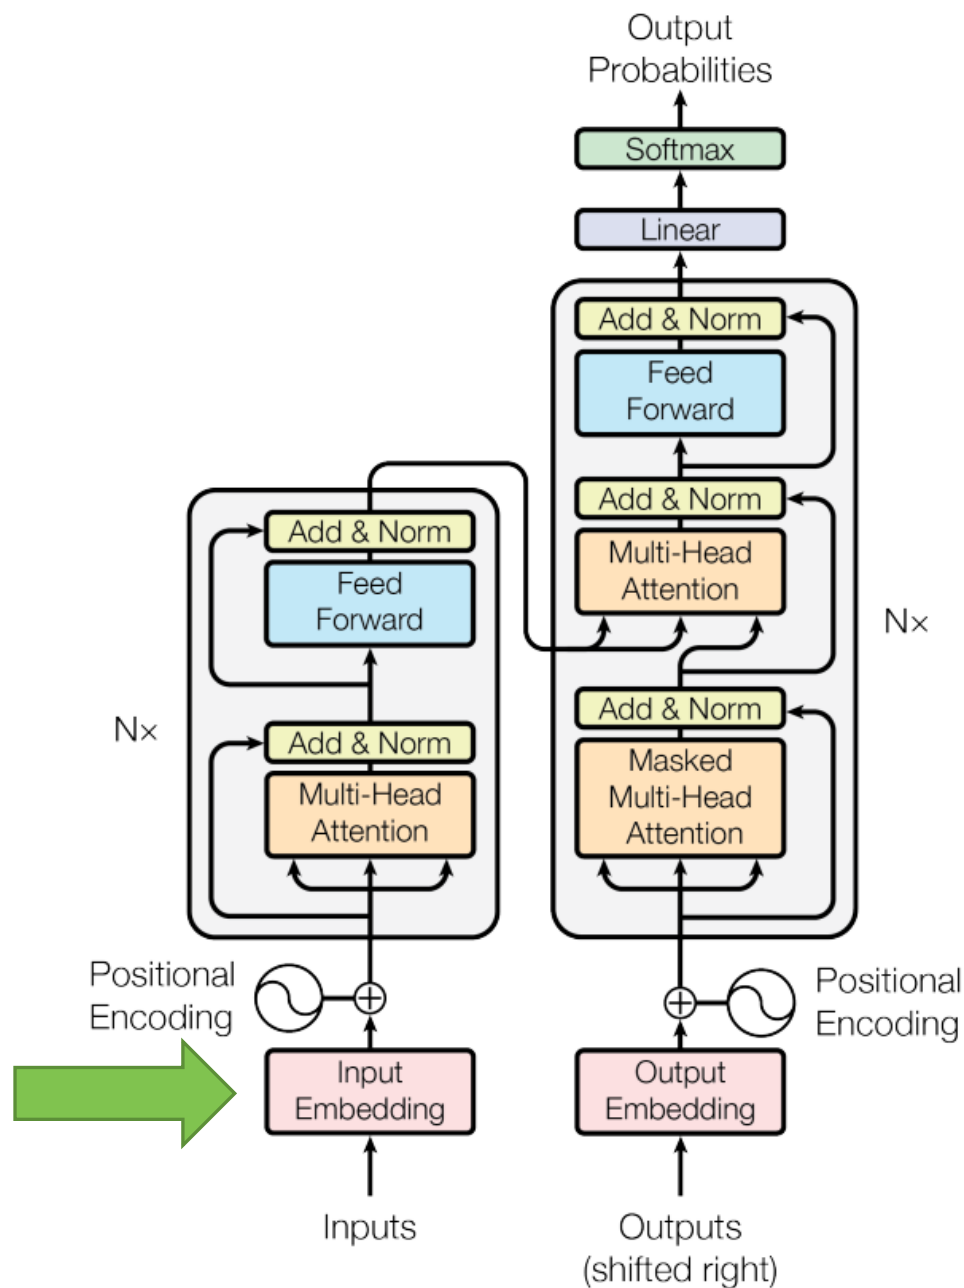 Output
Probabilities
Softmax
Linear
Add & Norm
Feed
Forward
Add & Norm
Multi-Head
Attention
Nx
Add & Norm
Masked
Multi-Head
Attention
Add & Norm
Feed
Forward
Nx
Add & Norm
Multi-Head
Attention
Positional
Encoding
Positional
Encoding
Input
Embedding
Output
Embedding
Inputs
Outputs
(shifted right)